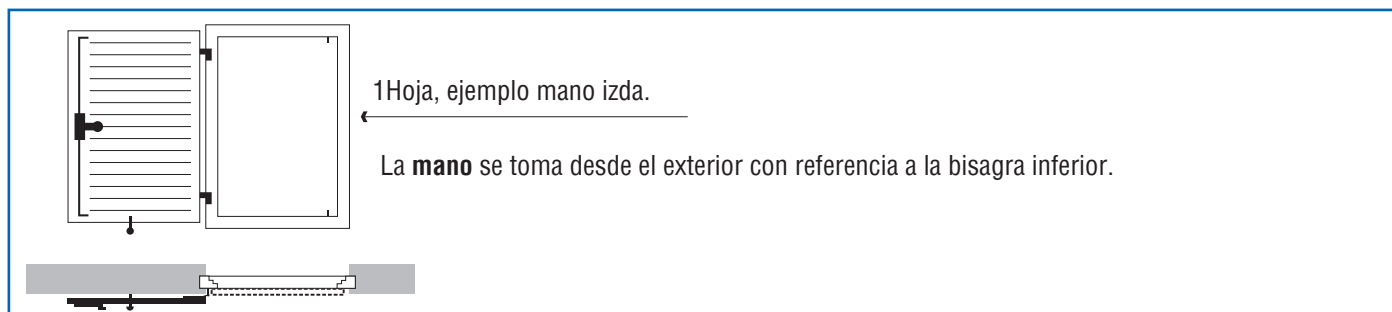 1Hoja, ejemplo mano izda.
La mano se toma desde el exterior con referencia a la bisagra inferior.